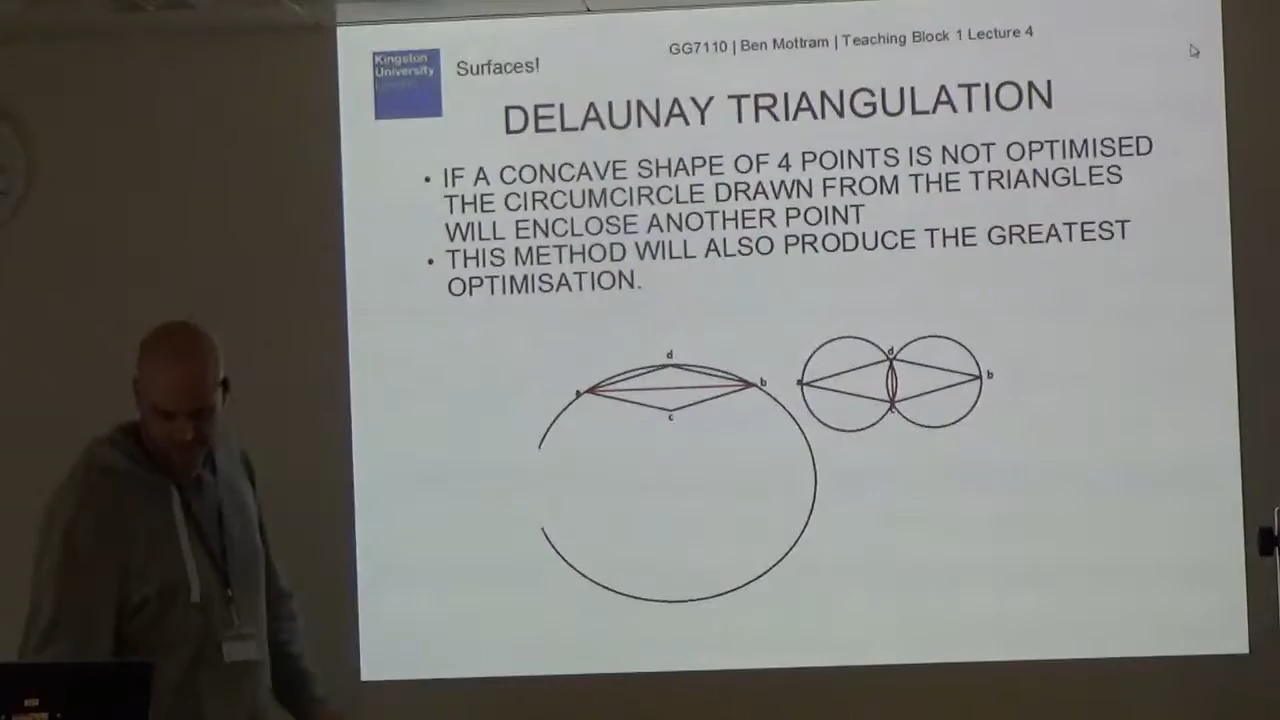 GG7110 | Ben Mottram | Teaching Block 1 Lecture 4
Kingston
University
Surfaces!
DELAUNAY TRIANGULATION
• IF A CONCAVE SHAPE OF 4 POINTS IS NOT OPTIMISED
THE CIRCUMCIRCLE DRAWN FROM THE TRIANGLES
WILL ENCLOSE ANOTHER POINT
• THIS METHOD WILL ALSO PRODUCE THE GREATEST
OPTIMISATION.
d
a
b
c
d
a
b
c